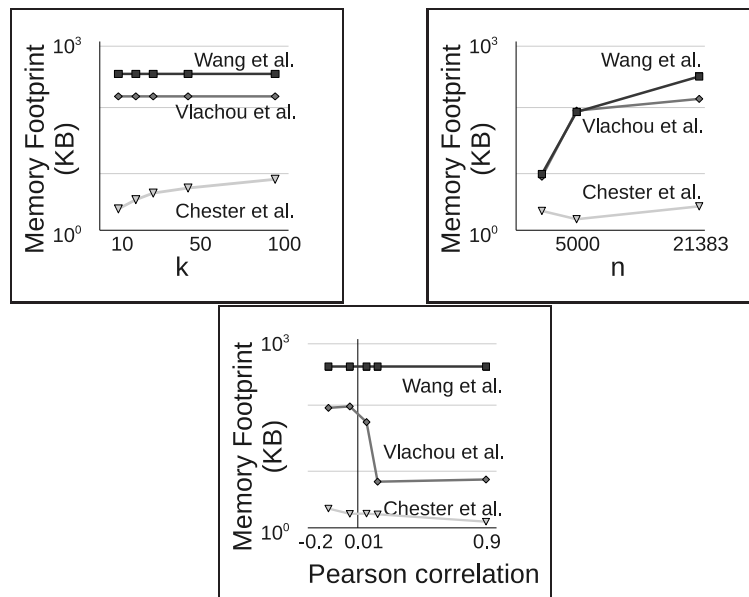 Memory Footprint
(KB)
10³
Wang et al.
Vlachou et al.
Chester et al.
10⁰
10 50 100
k
Memory Footprint
(KB)
10³
Wang et al.
Vlachou et al.
Chester et al.
10⁰
5000 21383
n
Memory Footprint
(KB)
10³
Wang et al.
Vlachou et al.
Chester et al.
10⁰
-0.2 0.01 0.9
Pearson correlation